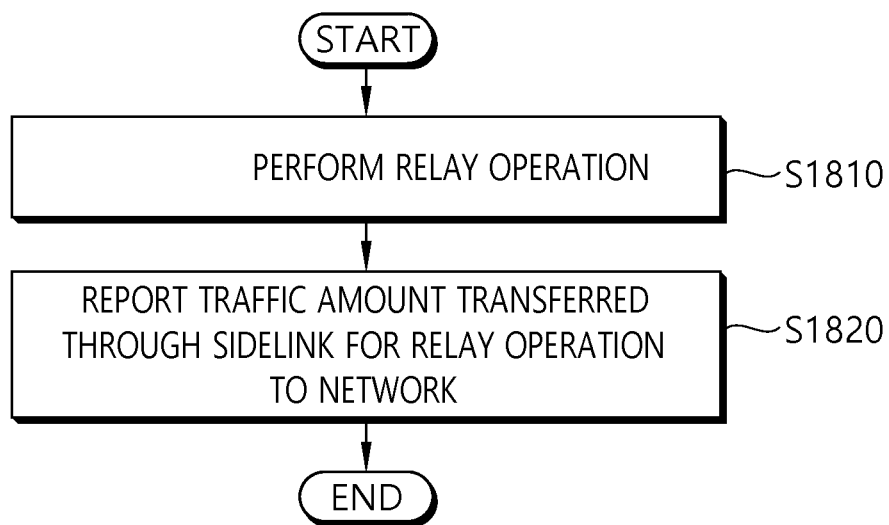 START
PERFORM RELAY OPERATION
S1810
REPORT TRAFFIC AMOUNT TRANSFERRED
THROUGH SIDELINK FOR RELAY OPERATION
TO NETWORK
S1820
END